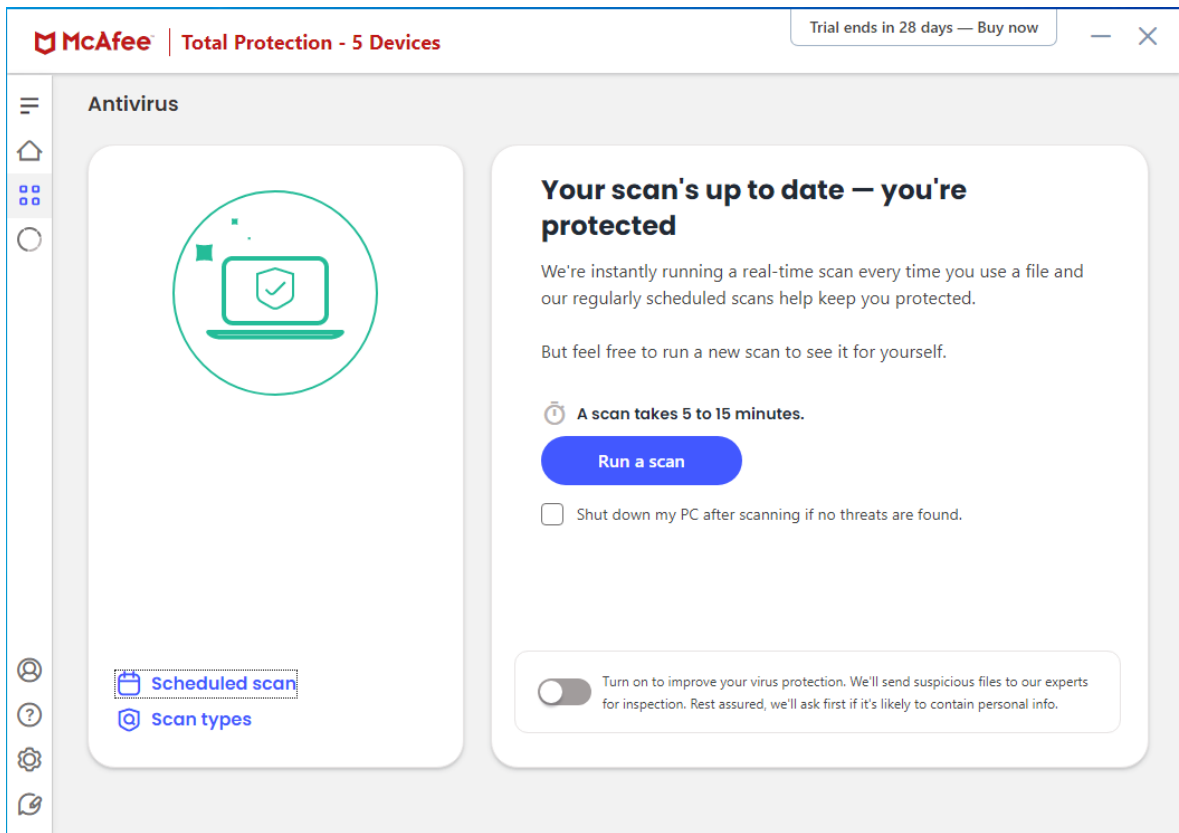 McAfee Total Protection - 5 Devices
Trial ends in 28 days — Buy now
Antivirus
Your scan's up to date — you're
protected
We're instantly running a real-time scan every time you use a file and
our regularly scheduled scans help keep you protected.
But feel free to run a new scan to see it for yourself.
A scan takes 5 to 15 minutes.
Run a scan
Shut down my PC after scanning if no threats are found.
Scheduled scan
Scan types
Turn on to improve your virus protection. We'll send suspicious files to our experts
for inspection. Rest assured, we'll ask first if it's likely to contain personal info.